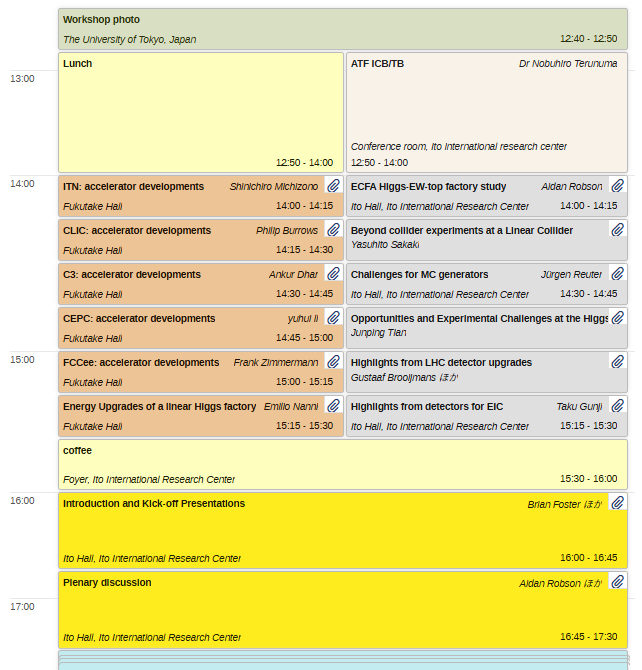 Workshop photo
The University of Tokyo, Japan 12:40 - 12:50
13:00
Lunch
12:50 - 14:00
ATF ICB/TB Dr Nobuhiro Terunuma
Conference room, Ito international research center
12:50 - 14:00
14:00
ITN: accelerator developments Shinichiro Michizono
Fukutake Hall 14:00 - 14:15
ECFA Higgs-EW-top factory study Aidan Robson
Ito Hall, Ito International Research Center 14:00 - 14:15
CLIC: accelerator developments Philip Burrows
Fukutake Hall 14:15 - 14:30
Beyond collider experiments at a Linear Collider
Yasuhito Sakaki
C3: accelerator developments Ankur Dhar
Fukutake Hall 14:30 - 14:45
Challenges for MC generators Jürgen Reuter
Ito Hall, Ito International Research Center 14:30 - 14:45
CEPC: accelerator developments yuhui li
Fukutake Hall 14:45 - 15:00
Opportunities and Experimental Challenges at the Higgs
Junping Tian
15:00
FCCee: accelerator developments Frank Zimmermann
Fukutake Hall 15:00 - 15:15
Highlights from LHC detector upgrades
Gustaaf Brooijmans ほか
Energy Upgrades of a linear Higgs factory Emilio Nanni
Fukutake Hall 15:15 - 15:30
Highlights from detectors for EIC Taku Gunji
Ito Hall, Ito International Research Center 15:15 - 15:30
coffee
Foyer, Ito International Research Center 15:30 - 16:00
16:00
Introduction and Kick-off Presentations Brian Foster ほか
Ito Hall, Ito International Research Center 16:00 - 16:45
Plenary discussion Aidan Robson ほか
17:00
Ito Hall, Ito International Research Center 16:45 - 17:30